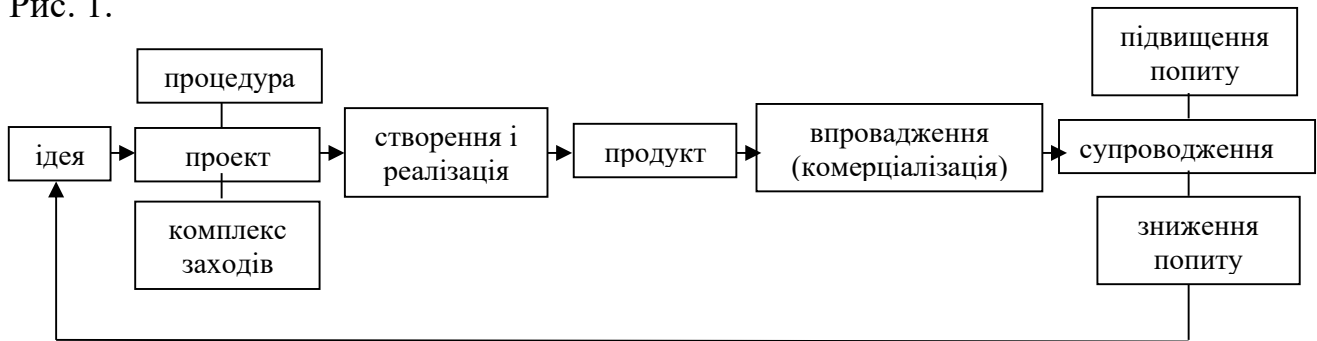 Рис. 1.
підвищення
попиту
процедура
ідея
проект
створення і
реалізація
продукт
впровадження
(комерціалізація)
супроводження
комплекс
заходів
зниження
попиту